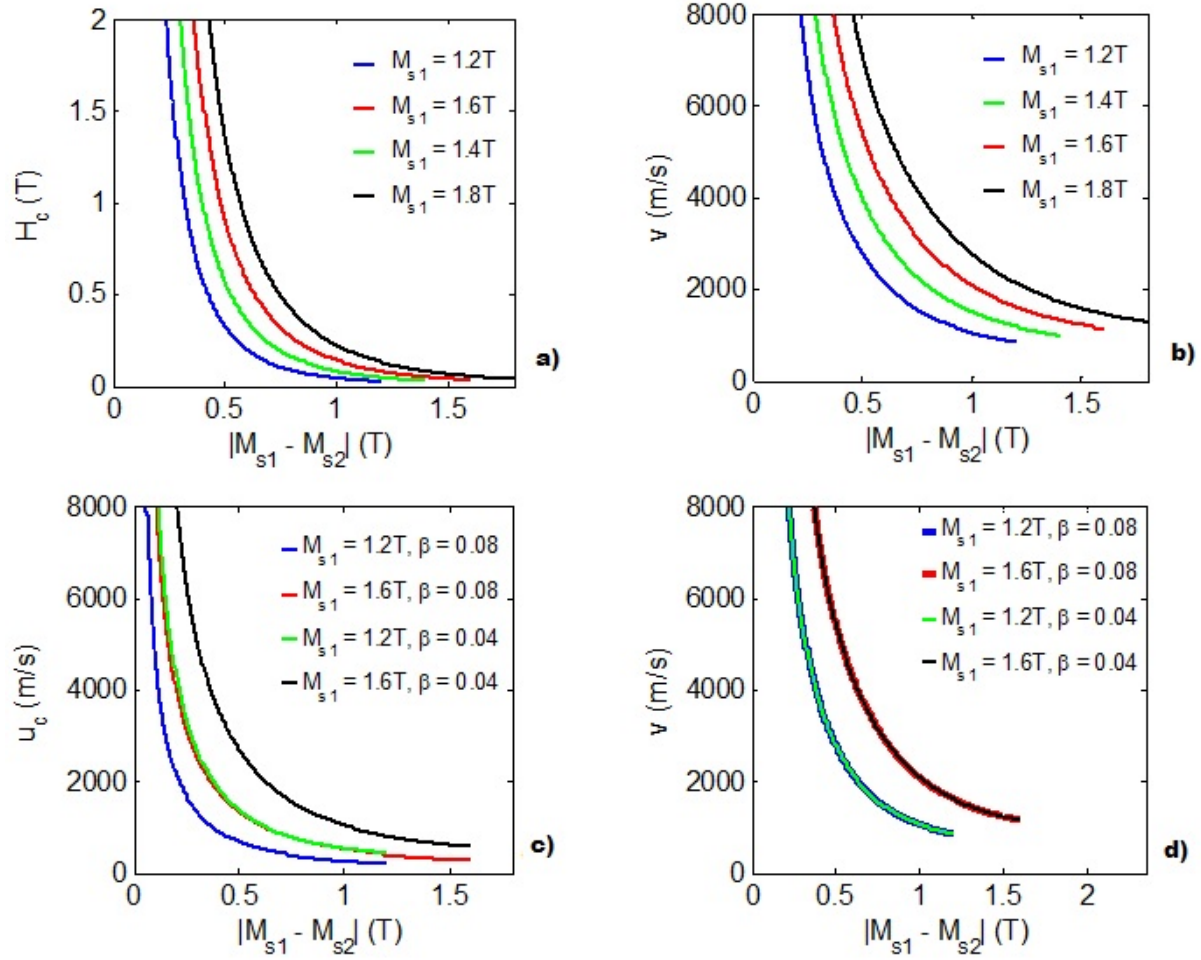 2
1.5
1
0.5
0
H_c (T)
M_s1 = 1.2T
M_s1 = 1.6T
M_s1 = 1.4T
M_s1 = 1.8T
a)
0 0.5 1 1.5
|M_s1 - M_s2| (T)
8000
6000
4000
2000
0
v (m/s)
M_s1 = 1.2T
M_s1 = 1.4T
M_s1 = 1.6T
M_s1 = 1.8T
b)
0 0.5 1 1.5
|M_s1 - M_s2| (T)
8000
6000
4000
2000
0
u_c (m/s)
M_s1 = 1.2T, β = 0.08
M_s1 = 1.6T, β = 0.08
M_s1 = 1.2T, β = 0.04
M_s1 = 1.6T, β = 0.04
c)
0 0.5 1 1.5
|M_s1 - M_s2| (T)
8000
6000
4000
2000
0
v (m/s)
M_s1 = 1.2T, β = 0.08
M_s1 = 1.6T, β = 0.08
M_s1 = 1.2T, β = 0.04
M_s1 = 1.6T, β = 0.04
d)
0 0.5 1 1.5 2
|M_s1 - M_s2| (T)